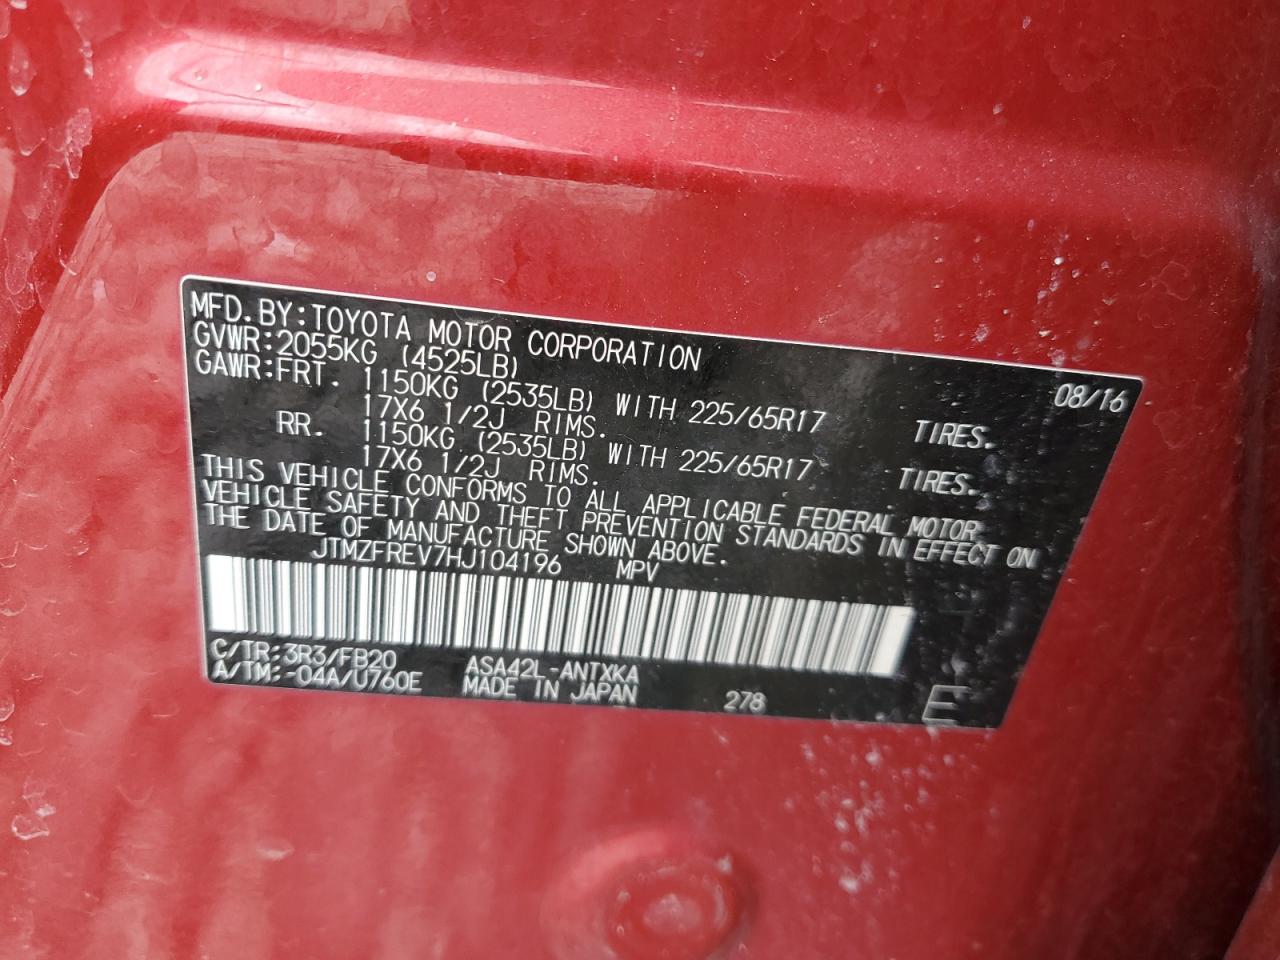 MFD.BY:TOYOTA MOTOR CORPORATION 08/16
GVWR:2055KG (4525LB)
GAWR:FRT. 1150KG (2535LB) WITH 225/65R17 TIRES.
17X6 1/2J RIMS.
RR. 1150KG (2535LB) WITH 225/65R17 TIRES.
17X6 1/2J RIMS.
THIS VEHICLE CONFORMS TO ALL APPLICABLE FEDERAL MOTOR
VEHICLE SAFETY AND THEFT PREVENTION STANDARDS IN EFFECT ON
THE DATE OF MANUFACTURE SHOWN ABOVE.
JTMZFREV7HJ104196 MPV
C/TR:3R3/FB20 ASA42L-ANTXKA
A/TM:-04A/U760E MADE IN JAPAN 278 E